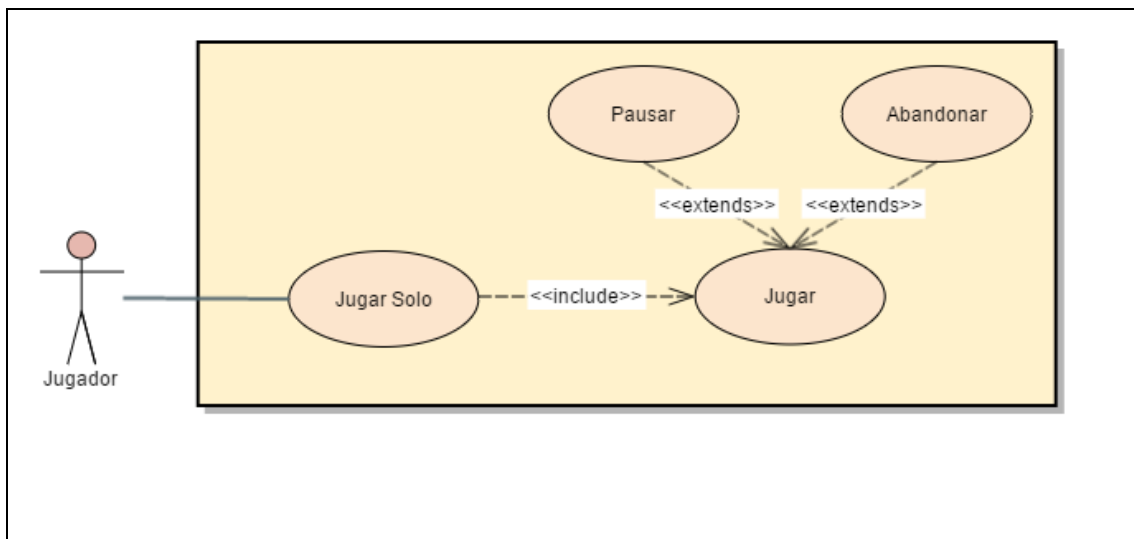 Pausar
Abandonar
<<extends>>
<<extends>>
Jugar Solo
<<include>>
Jugar
Jugador